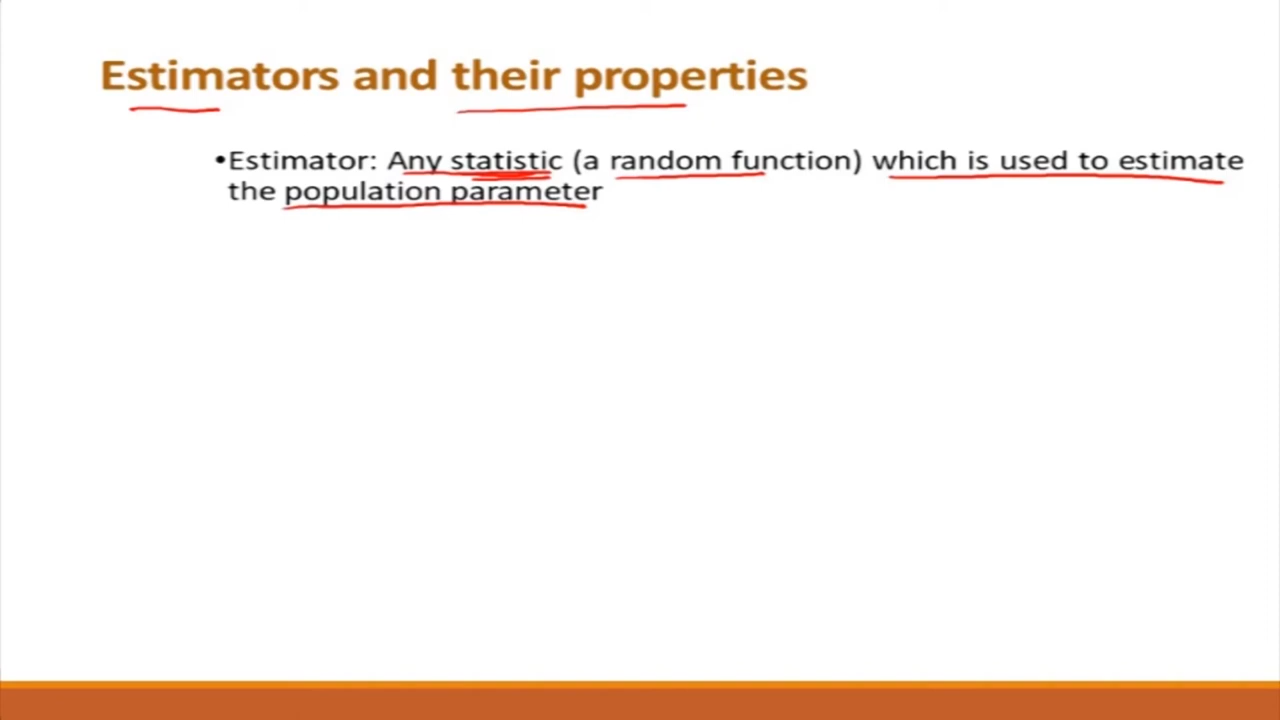 Estimators and their properties
•Estimator: Any statistic (a random function) which is used to estimate
the population parameter